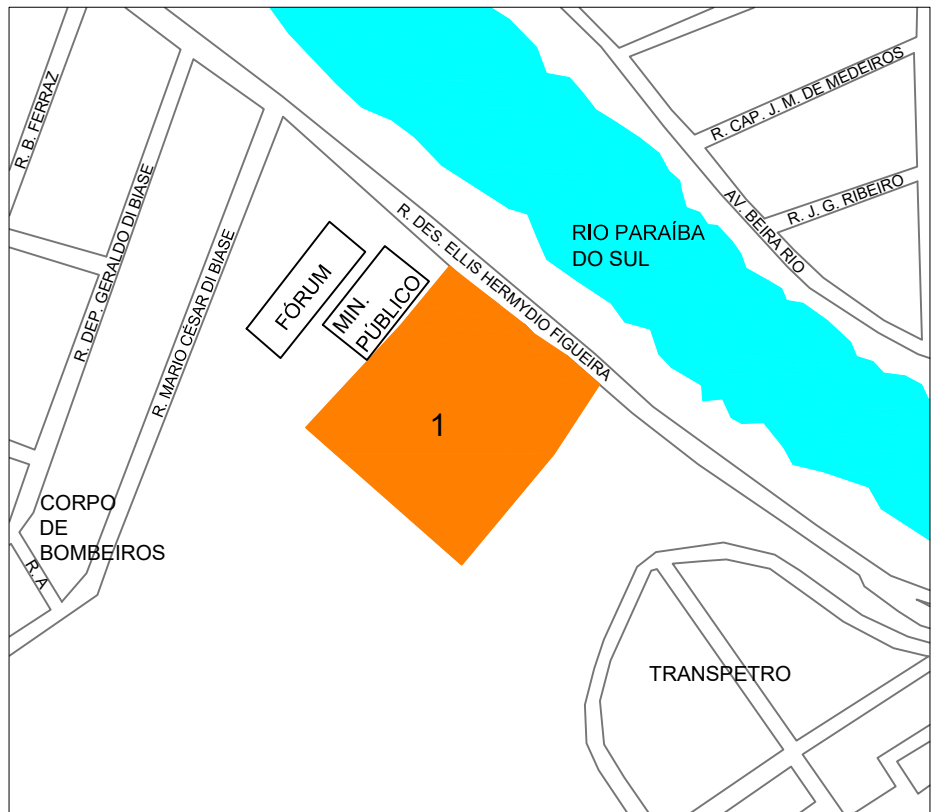 R. B. FERRAZ
R. CAP. J. M. DE MEDEIROS
R. DEP. GERALDO DI BIASE
R. J. G. RIBEIRO
R. DES. ELLIS HERMYDIO FIGUEIRA
AV. BEIRA RIO
RIO PARAÍBA
DO SUL
R. MARIO CÉSAR DI BIASE
FÓRUM
MIN.
PÚBLICO
1
CORPO
DE
BOMBEIROS
R. A
TRANSPETRO